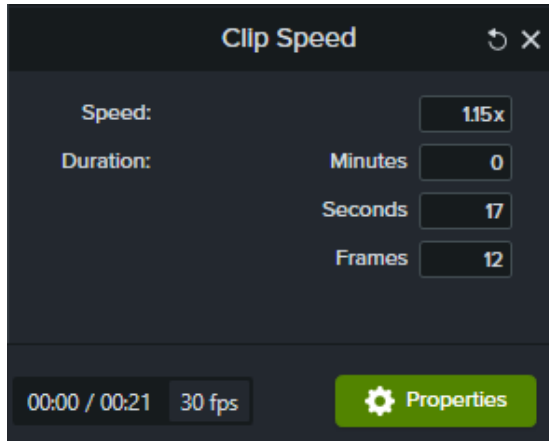 Clip Speed
Speed: 1.15x
Duration: Minutes 0
Seconds 17
Frames 12
00:00 / 00:21 30 fps Properties